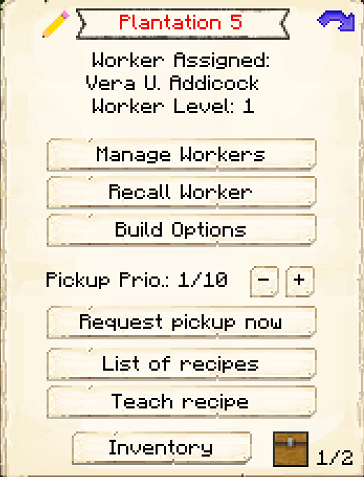 Plantation 5
Worker Assigned:
Vera U. Addicock
Worker Level: 1
Manage Workers
Recall Worker
Build Options
Pickup Prio.: 1/10 - +
Request pickup now
List of recipes
Teach recipe
Inventory
1/2